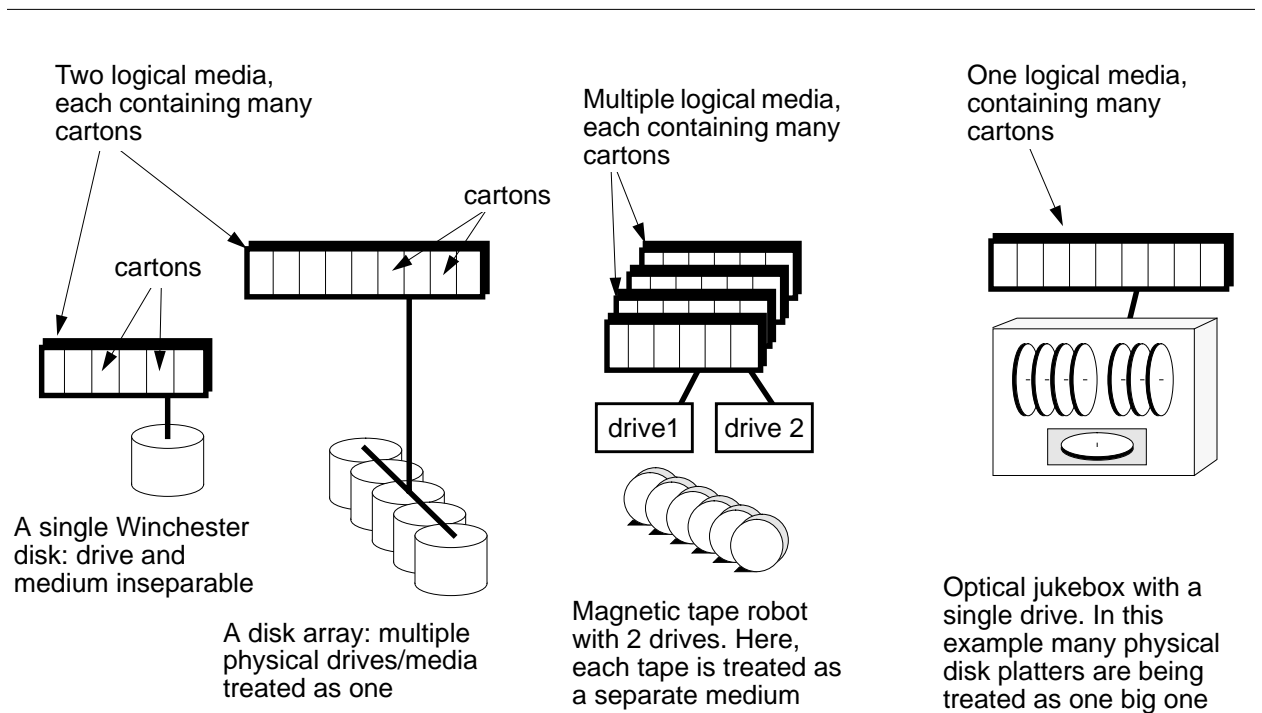 Two logical media,
each containing many
cartons
cartons
cartons
A single Winchester
disk: drive and
medium inseparable
A disk array: multiple
physical drives/media
treated as one
Multiple logical media,
each containing many
cartons
drive1
drive 2
Magnetic tape robot
with 2 drives. Here,
each tape is treated as
a separate medium
One logical media,
containing many
cartons
Optical jukebox with a
single drive. In this
example many physical
disk platters are being
treated as one big one